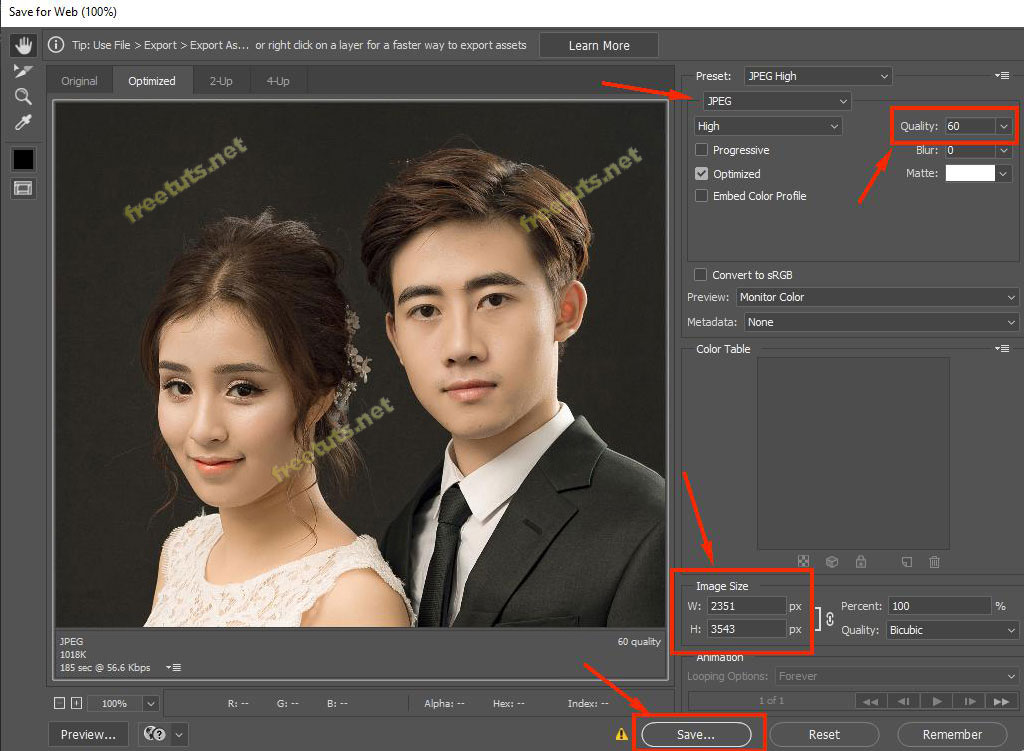 Save for Web (100%)
Tip: Use File > Export > Export As... or right click on a layer for a faster way to export assets
Learn More
Original
Optimized
2-Up
4-Up
freetuts.net
freetuts.net
freetuts.net
JPEG
1018K
185 sec @ 56.6 Kbps
60 quality
Preset: JPEG High
JPEG
High
Quality: 60
Progressive
Blur: 0
Optimized
Matte:
Embed Color Profile
Convert to sRGB
Preview: Monitor Color
Metadata: None
Color Table
Image Size
W: 2351 px
H: 3543 px
Percent: 100 %
Quality: Bicubic
Animation
Looping Options: Forever
1 of 1
100%
R: --
G: --
B: --
Alpha: --
Hex: --
Index: --
Preview...
Save...
Reset
Remember